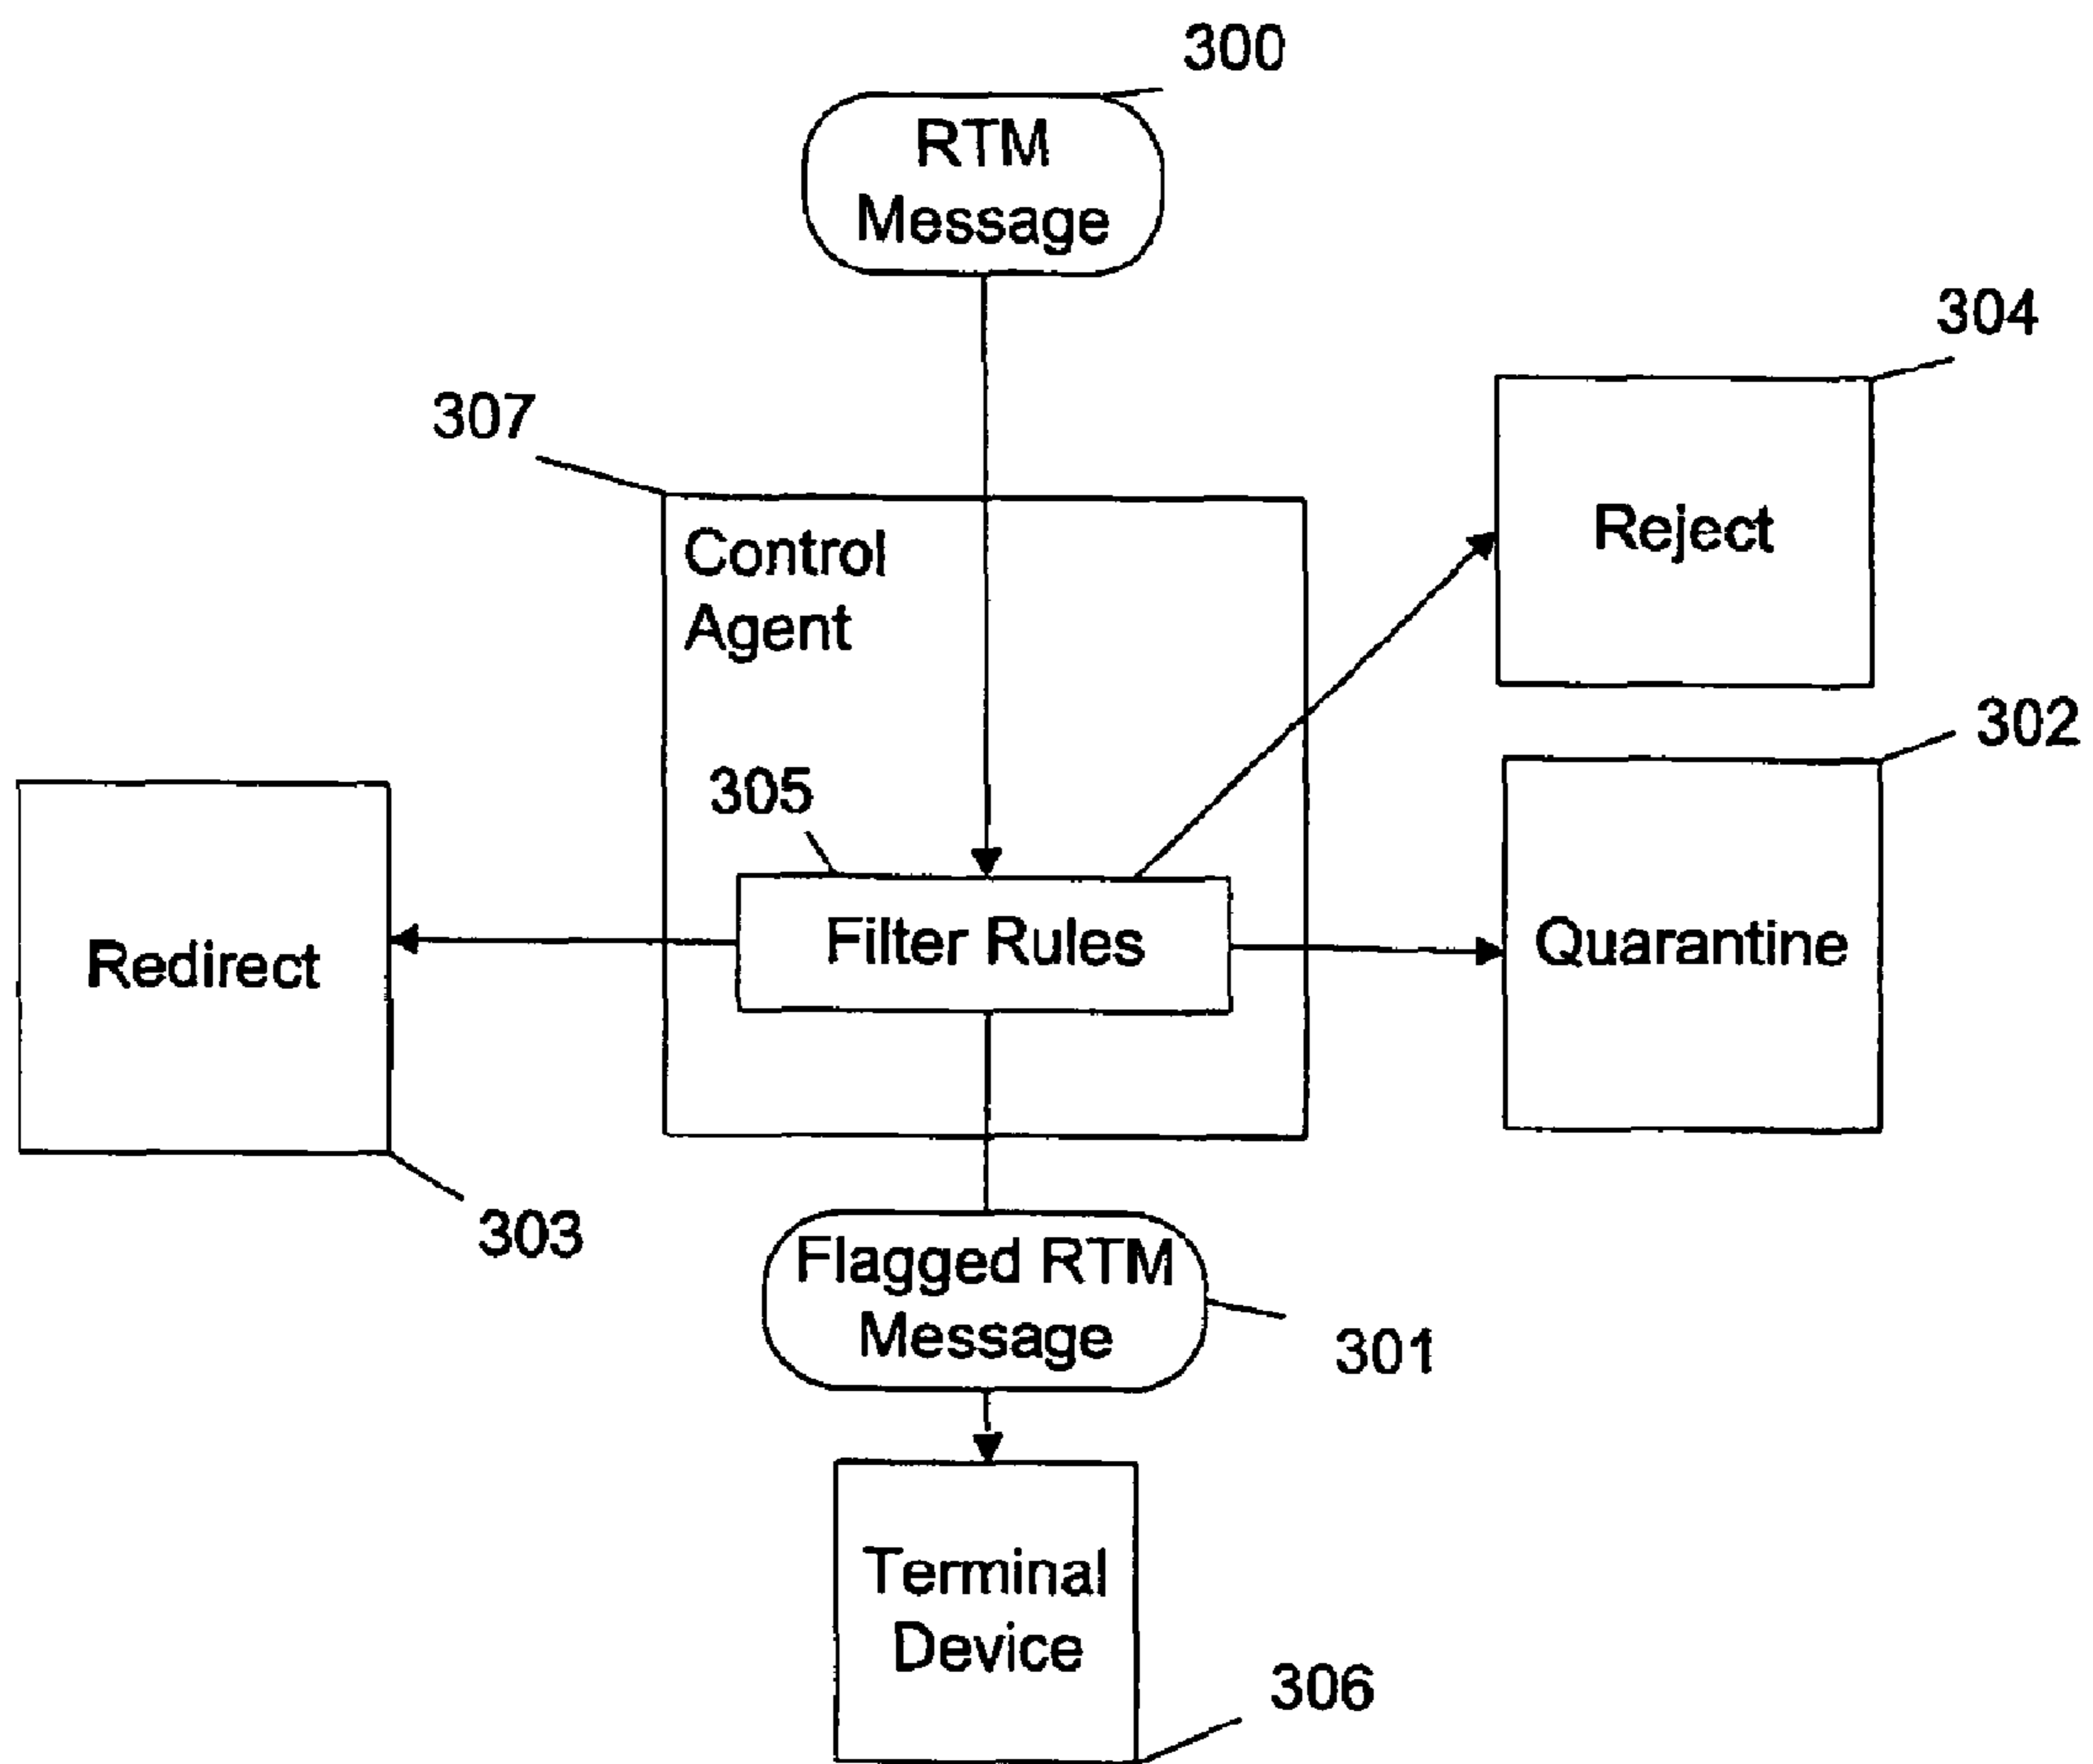 300
RTM
Message
304
307
Reject
Control
Agent
302
305
Redirect
Filter Rules
Quarantine
303
Flagged RTM
Message
301
Terminal
Device
306